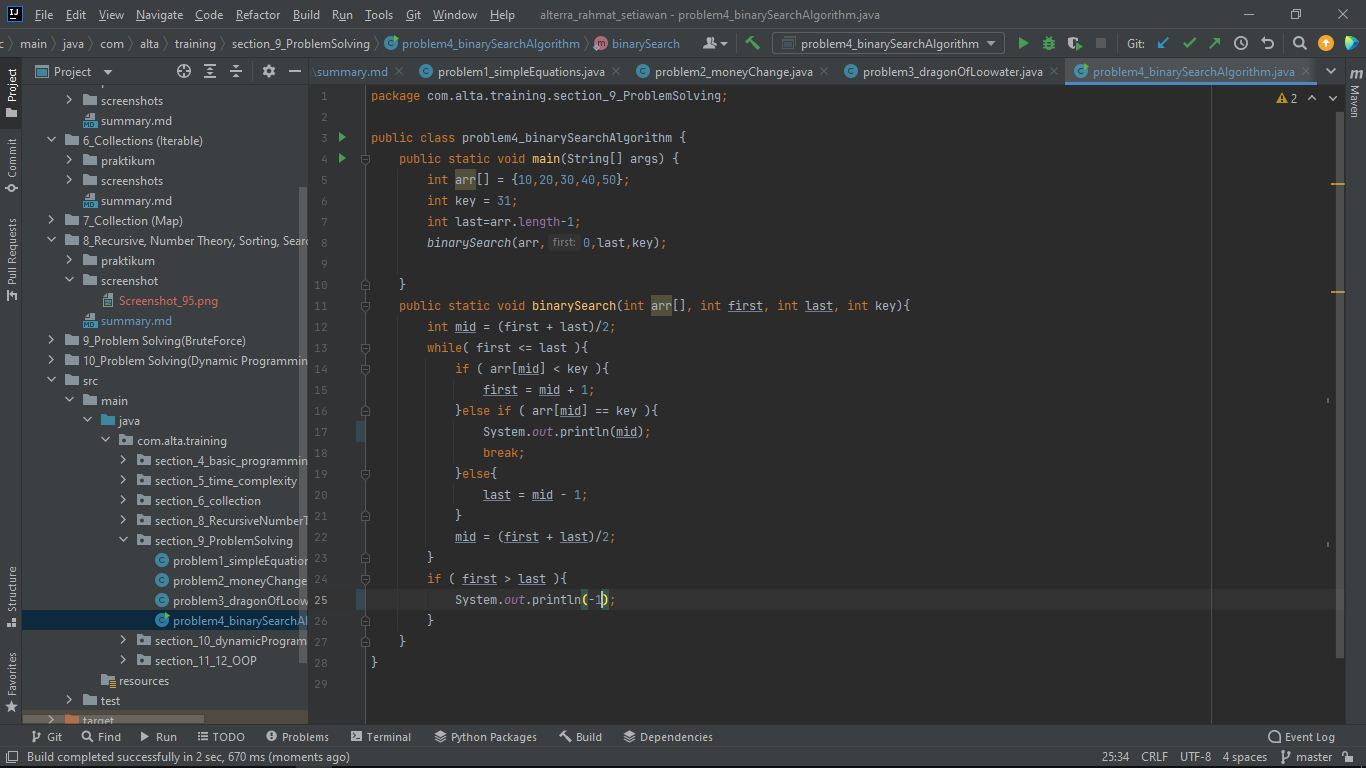 File Edit View Navigate Code Refactor Build Run Tools Git Window Help alterra_rahmat_setiawan - problem4_binarySearchAlgorithm.java
c main java com alta training section_9_ProblemSolving problem4_binarySearchAlgorithm binarySearch problem4_binarySearchAlgorithm Git:
Project \summary.md problem1_simpleEquations.java problem2_moneyChange.java problem3_dragonOfLoowater.java problem4_binarySearchAlgorithm.java
Project
Commit
Pull Requests
Structure
Favorites
screenshots
summary.md
6_Collections (Iterable)
praktikum
screenshots
summary.md
7_Collection (Map)
8_Recursive, Number Theory, Sorting, Sear
praktikum
screenshot
Screenshot_95.png
summary.md
9_Problem Solving(BruteForce)
10_Problem Solving(Dynamic Programmin
src
main
java
com.alta.training
section_4_basic_programmin
section_5_time_complexity
section_6_collection
section_8_RecursiveNumberT
section_9_ProblemSolving
problem1_simpleEquation
problem2_moneyChange
problem3_dragonOfLoow
problem4_binarySearchAl
section_10_dynamicProgram
section_11_12_OOP
resources
test
target
1 package com.alta.training.section_9_ProblemSolving;
2
3 public class problem4_binarySearchAlgorithm {
4 public static void main(String[] args) {
5 int arr[] = {10,20,30,40,50};
6 int key = 31;
7 int last=arr.length-1;
8 binarySearch(arr, first: 0,last,key);
9
10 }
11 public static void binarySearch(int arr[], int first, int last, int key){
12 int mid = (first + last)/2;
13 while( first <= last ){
14 if ( arr[mid] < key ){
15 first = mid + 1;
16 }else if ( arr[mid] == key ){
17 System.out.println(mid);
18 break;
19 }else{
20 last = mid - 1;
21 }
22 mid = (first + last)/2;
23 }
24 if ( first > last ){
25 System.out.println(-1);
26 }
27 }
28 }
29
2
Maven
Git Find Run TODO Problems Terminal Python Packages Build Dependencies Event Log
Build completed successfully in 2 sec, 670 ms (moments ago) 25:34 CRLF UTF-8 4 spaces master